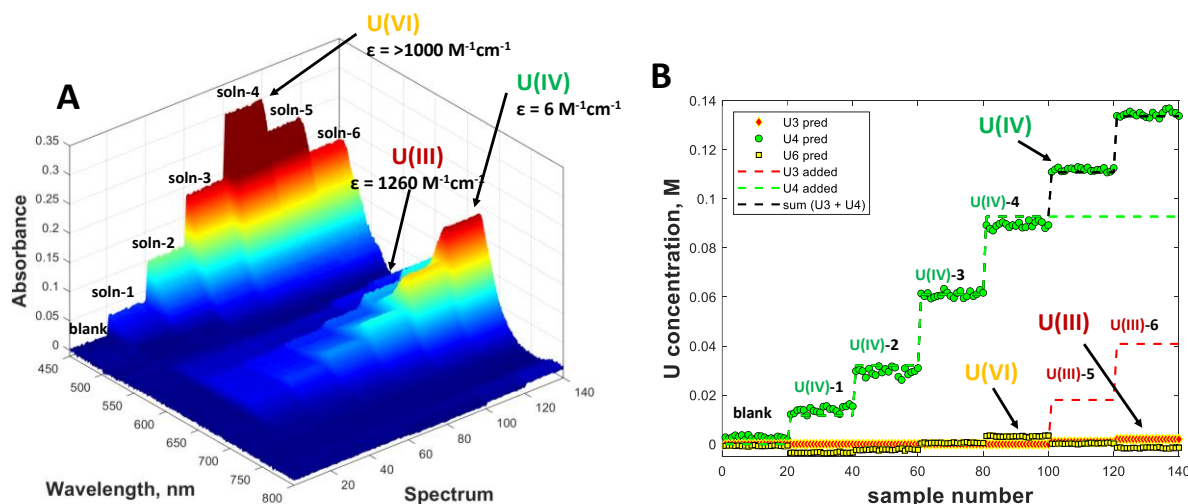 A
U(VI)
ε = >1000 M⁻¹cm⁻¹
U(IV)
ε = 6 M⁻¹cm⁻¹
U(III)
ε = 1260 M⁻¹cm⁻¹
soln-4
soln-5
soln-6
soln-3
soln-2
soln-1
blank
Absorbance
0.35
0.3
0.25
0.2
0.15
0.1
0.05
0
450
500
550
600
650
700
750
800
Wavelength, nm
20
40
60
80
100
120
140
Spectrum
B
U3 pred
U4 pred
U6 pred
U3 added
U4 added
sum (U3 + U4)
U(IV)
U(IV)-4
U(IV)-3
U(IV)-2
U(IV)-1
blank
U(VI)
U(III)
U(III)-5
U(III)-6
U concentration, M
0.14
0.12
0.1
0.08
0.06
0.04
0.02
0
0 20 40 60 80 100 120 140
sample number